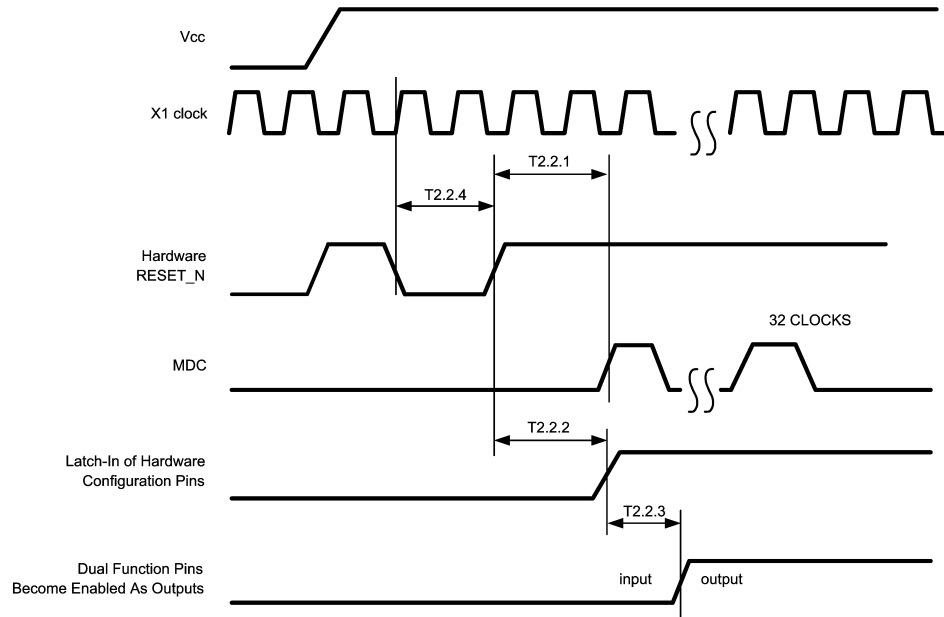 Vcc
X1 clock
T2.2.1
T2.2.4
Hardware
RESET_N
32 CLOCKS
MDC
T2.2.2
Latch-In of Hardware
Configuration Pins
T2.2.3
Dual Function Pins
Become Enabled As Outputs
input
output